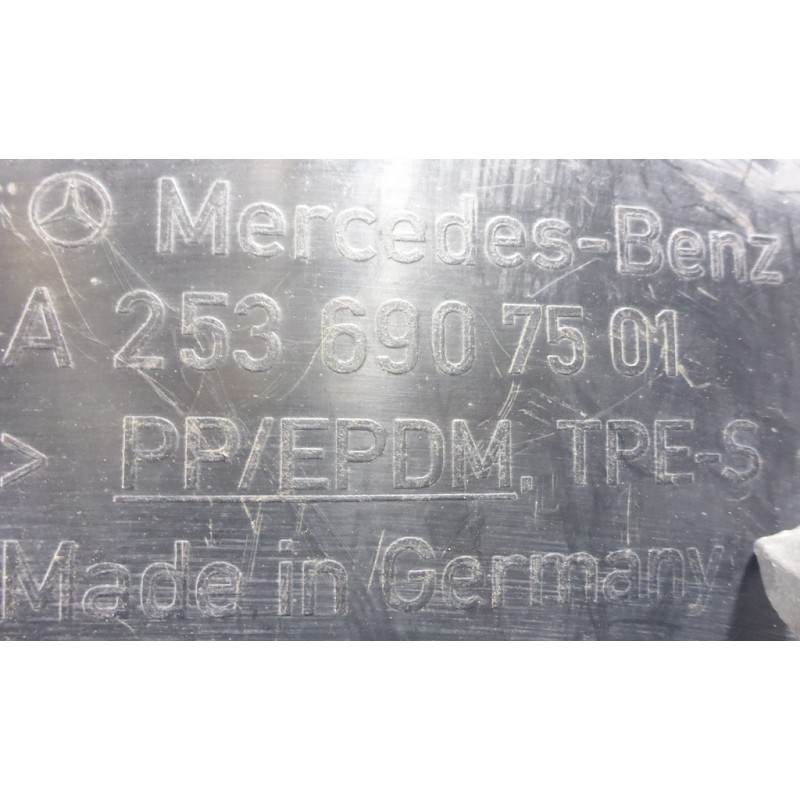 Mercedes-Benz
A 253 690 75 01
> PP/EPDM, TPE-S
Made in Germany